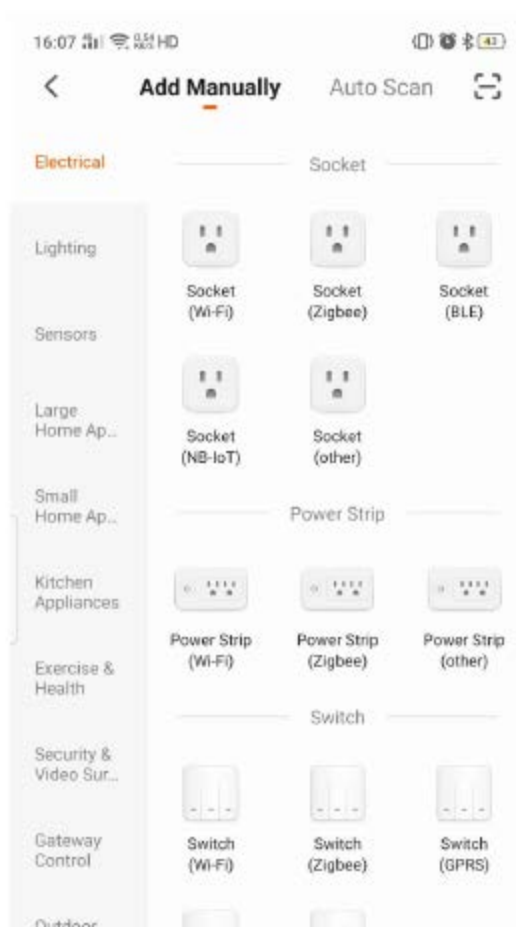 16:07 HD 43
Add Manually Auto Scan
Electrical
Lighting
Sensors
Large
Home Ap...
Small
Home Ap...
Kitchen
Appliances
Exercise &
Health
Security &
Video Sur...
Gateway
Control
Outdoor
Socket
Socket
(Wi-Fi)
Socket
(Zigbee)
Socket
(BLE)
Socket
(NB-IoT)
Socket
(other)
Power Strip
Power Strip
(Wi-Fi)
Power Strip
(Zigbee)
Power Strip
(other)
Switch
Switch
(Wi-Fi)
Switch
(Zigbee)
Switch
(GPRS)